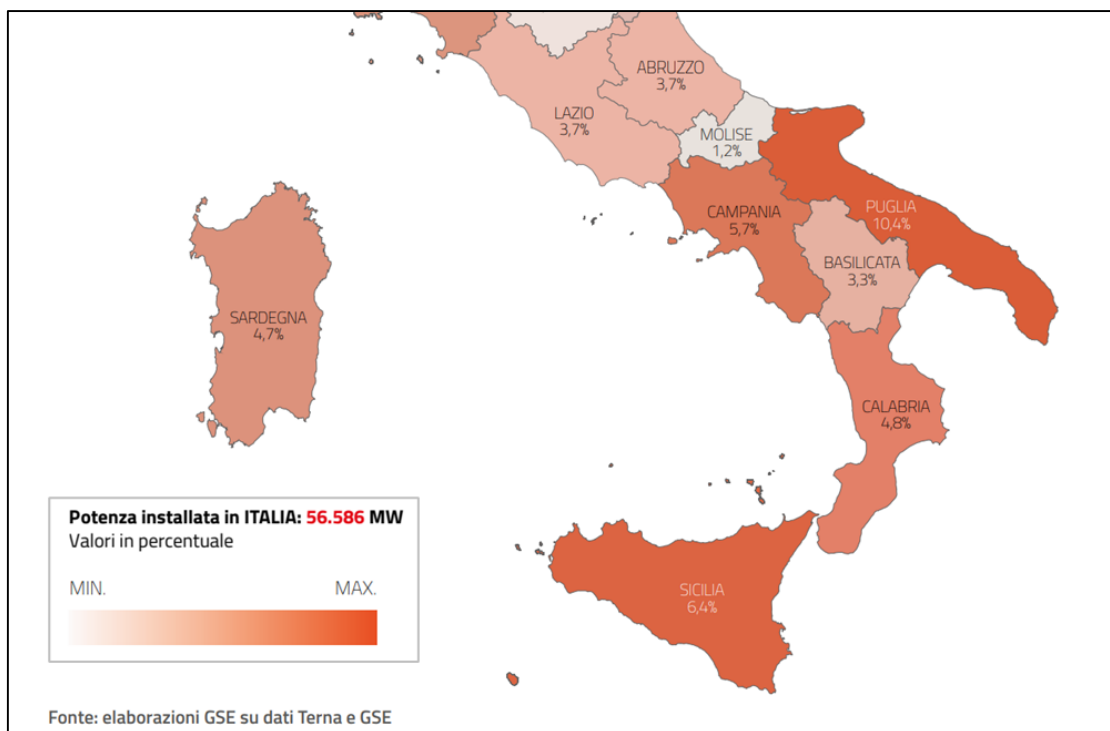 ABRUZZO
3,7%
LAZIO
3,7%
MOLISE
1,2%
CAMPANIA
5,7%
PUGLIA
10,4%
BASILICATA
3,3%
SARDEGNA
4,7%
CALABRIA
4,8%
SICILIA
6,4%
Potenza installata in ITALIA: 56.586 MW
Valori in percentuale
MIN. MAX.
Fonte: elaborazioni GSE su dati Terna e GSE